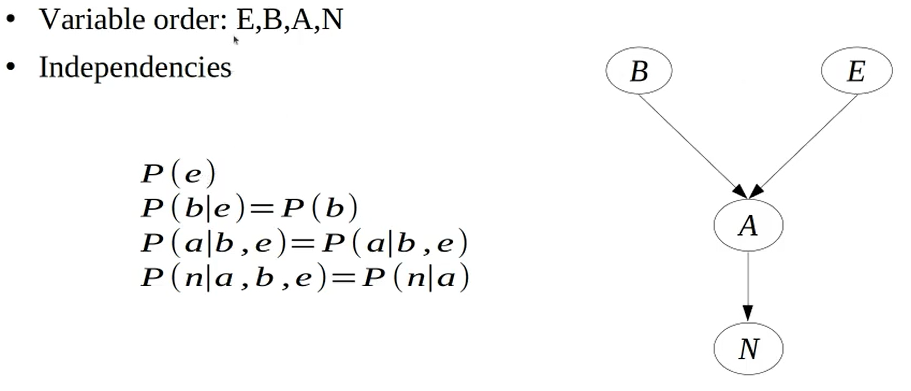 • Variable order: E,B,A,N
• Independencies
P(e)
P(b|e)=P(b)
P(a|b,e)=P(a|b,e)
P(n|a,b,e)=P(n|a)
B
E
A
N